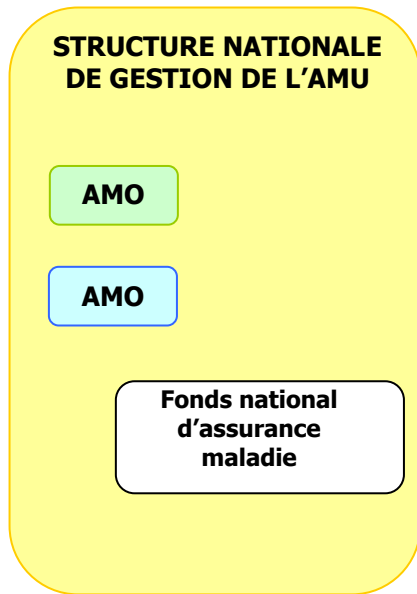 STRUCTURE NATIONALE
DE GESTION DE L’AMU
AMO
AMO
Fonds national
d’assurance
maladie